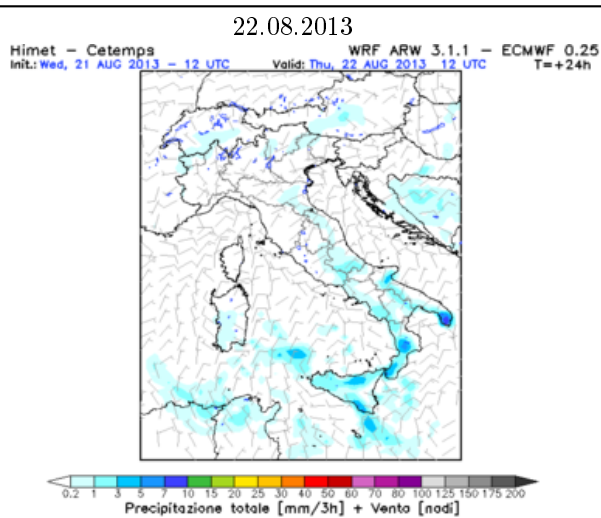 22.08.2013
Himet – Cetemps WRF ARW 3.1.1 – ECMWF 0.25
Init.: Wed, 21 AUG 2013 – 12 UTC Valid: Thu, 22 AUG 2013 12 UTC T=+24h
0.2 1 3 5 7 10 15 20 25 30 40 50 60 70 80 100 125 150 175 200
Precipitazione totale [mm/3h] + Vento [nodi]